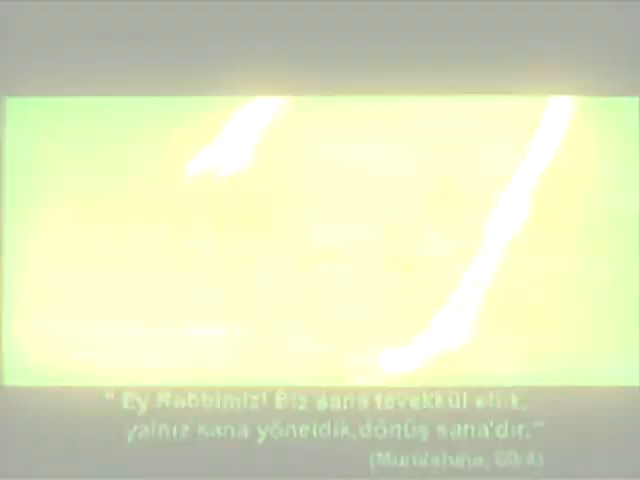 " Ey Rabbimiz! Biz sana tevekkül ettik,
yalnız sana yöneldik,dönüş sana'dır."
(Mumtehine, 60/4)